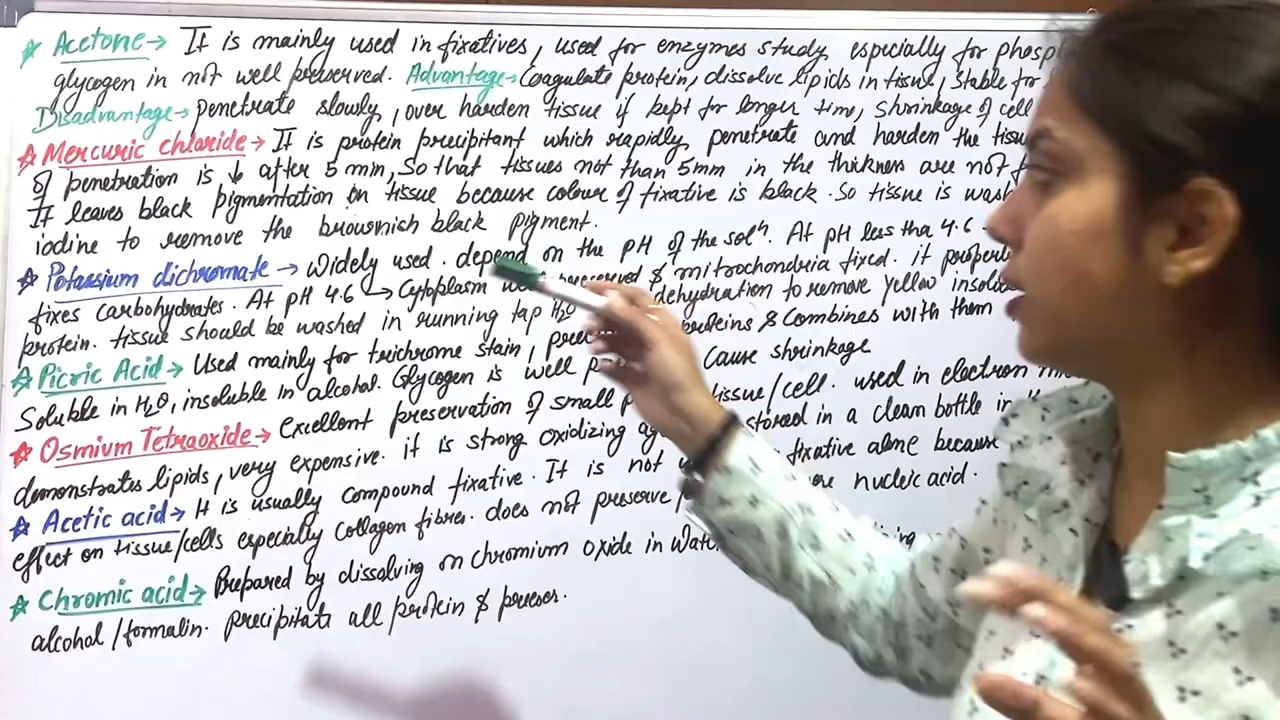 ☆ Acetone → It is mainly used in fixatives, used for enzymes study, especially for
glycogen in not well preserved. Advantage → Coagulate protein, dissolve lipids in tissue, stable for
Disadvantage → penetrate slowly, over harden tissue if kept for longer time, shrinkage of cell
☆ Mercuric chloride → It is protein precipitant which rapidly penetrate and harden the
of penetration is ↓ after 5 mm, So that tissues not than 5mm in the thickness are not
It leaves black pigmentation on tissue because colour of fixative is black. So tissue is
iodine to remove the brownish black pigment.
☆ Potassium dichromate → Widely used. depend on the pH of the solⁿ. At pH less tha 4.6
fixes carbohydrates. At pH 4.6 → Cytoplasm preserved & mitochondria fixed. it
protein. tissue should be washed in running tap H₂O dehydration to remove yellow
☆ Picric Acid → Used mainly for trichrome stain, proteins & Combines with them
Soluble in H₂O, insoluble in alcohol. Glycogen is well Cause shrinkage
☆ Osmium Tetraoxide → Excellent preservation of small tissue/cell. used in electron
demonstrates lipids, very expensive. it is strong oxidizing stored in a clean bottle in
☆ Acetic acid → It is usually compound fixative. It is not fixative alone because
effect on tissue/cells especially Collagen fibres. does not preserve nucleic acid.
☆ Chromic acid → Prepared by dissolving on chromium oxide in
alcohol/formalin. precipitate all protein & preser.